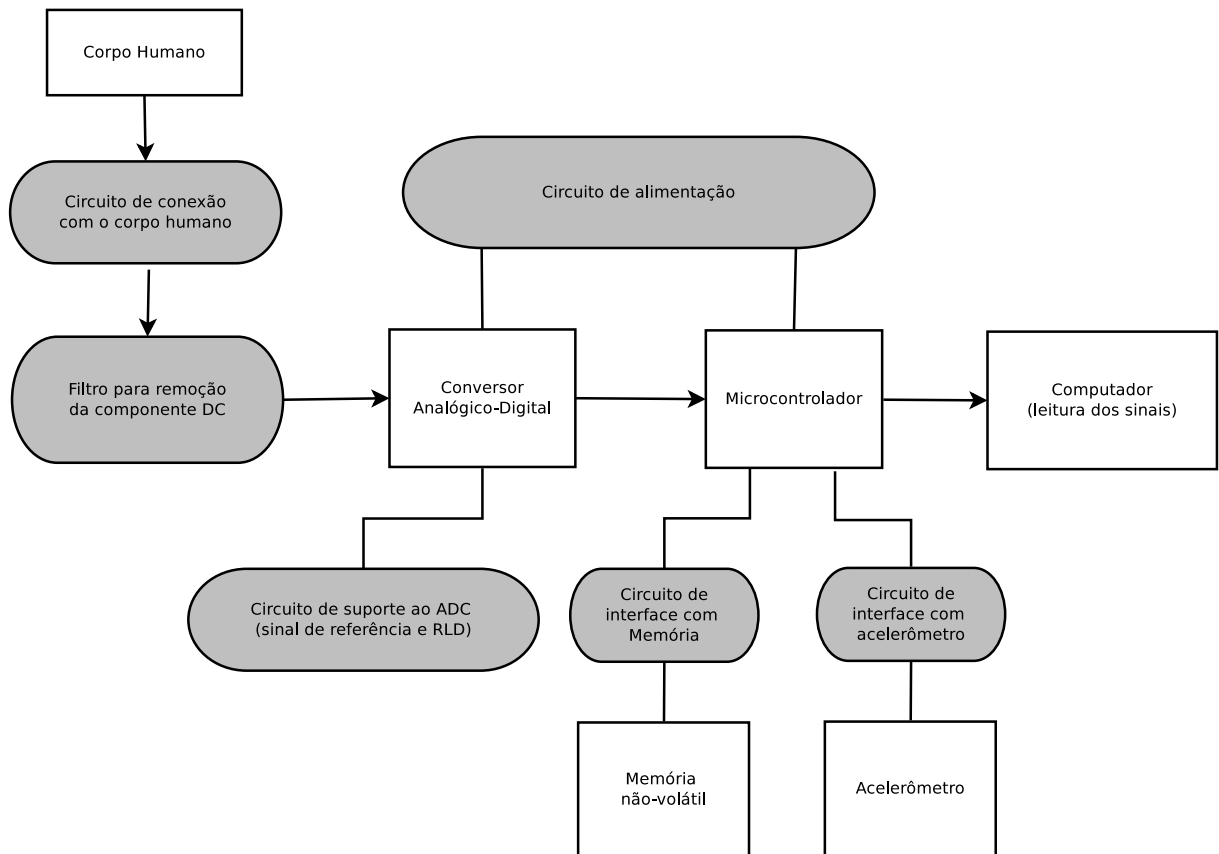 Corpo Humano
Circuito de conexão
com o corpo humano
Circuito de alimentação
Filtro para remoção
da componente DC
Conversor
Analógico-Digital
Microcontrolador
Computador
(leitura dos sinais)
Circuito de suporte ao ADC
(sinal de referência e RLD)
Circuito de
interface com
Memória
Circuito de
interface com
acelerômetro
Memória
não-volátil
Acelerômetro